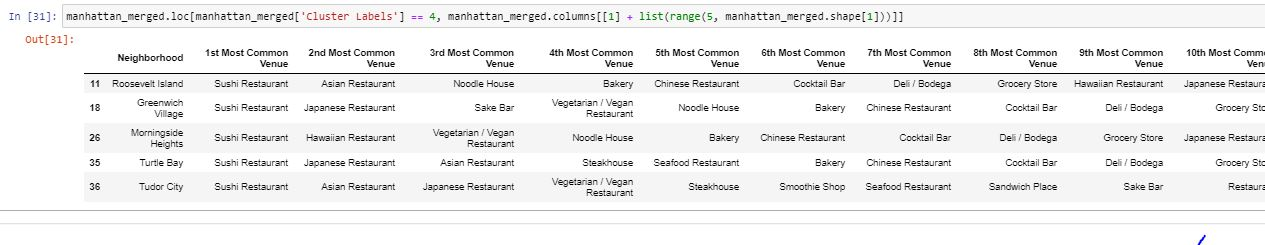 In [31]: manhattan_merged.loc[manhattan_merged['Cluster Labels'] == 4, manhattan_merged.columns[[1] + list(range(5, manhattan_merged.shape[1]))]]
Out[31]:
Neighborhood 1st Most Common Venue 2nd Most Common Venue 3rd Most Common Venue 4th Most Common Venue 5th Most Common Venue 6th Most Common Venue 7th Most Common Venue 8th Most Common Venue 9th Most Common Venue 10th Most
11 Roosevelt Island Sushi Restaurant Asian Restaurant Noodle House Bakery Chinese Restaurant Cocktail Bar Deli / Bodega Grocery Store Hawaiian Restaurant Japanese
18 Greenwich Village Sushi Restaurant Japanese Restaurant Sake Bar Vegetarian / Vegan Restaurant Noodle House Bakery Chinese Restaurant Cocktail Bar Deli / Bodega Grocery
26 Morningside Heights Sushi Restaurant Hawaiian Restaurant Vegetarian / Vegan Restaurant Noodle House Bakery Chinese Restaurant Cocktail Bar Deli / Bodega Grocery Store Japanese
35 Turtle Bay Sushi Restaurant Japanese Restaurant Asian Restaurant Steakhouse Seafood Restaurant Bakery Chinese Restaurant Cocktail Bar Deli / Bodega Grocery
36 Tudor City Sushi Restaurant Asian Restaurant Japanese Restaurant Vegetarian / Vegan Restaurant Steakhouse Smoothie Shop Seafood Restaurant Sandwich Place Sake Bar